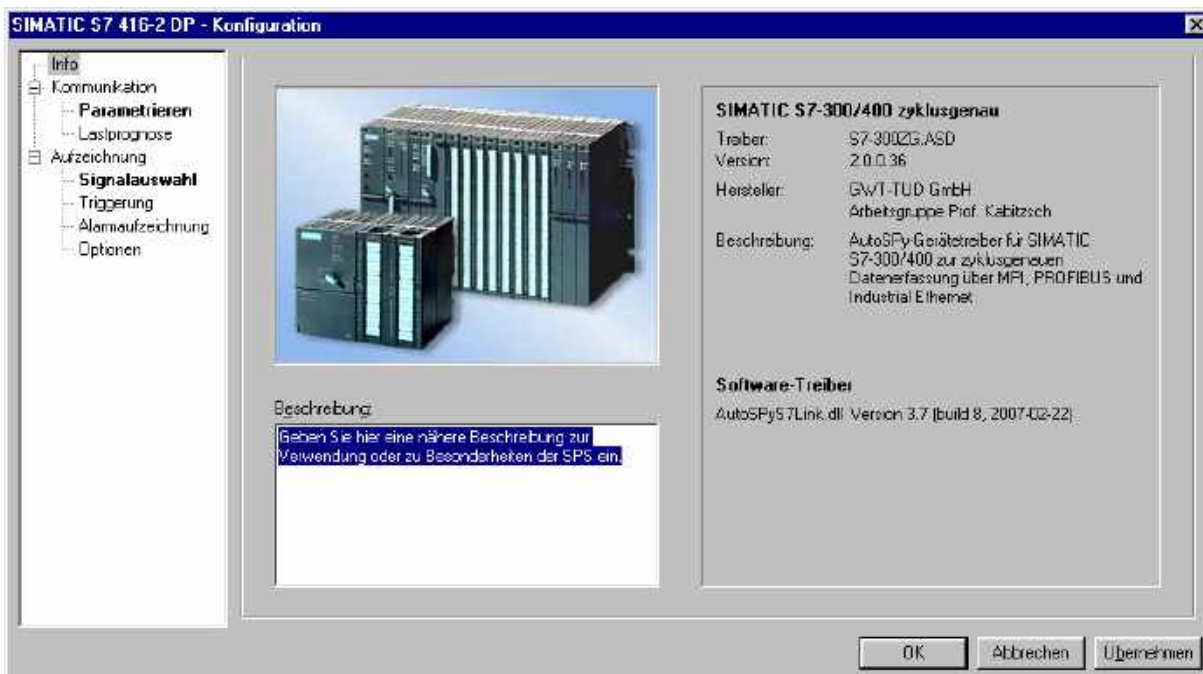 SIMATIC S7 416-2 DP - Konfiguration
Info
Kommunikation
Parametrieren
Lastprognose
Aufzeichnung
Signalauswahl
Triggerung
Alarmaufzeichnung
Optionen
Beschreibung:
Geben Sie hier eine nähere Beschreibung zur
Verwendung oder zu Besonderheiten der SPS ein.
SIMATIC S7-300/400 zyklusgenau
Treiber: S7-300ZG.ASD
Version: 2.0.0.36
Hersteller: GWT-TUD GmbH
Arbeitsgruppe Prof. Kabitzsch
Beschreibung: AutoSPy-Gerätetreiber für SIMATIC
S7-300/400 zur zyklusgenauen
Datenerfassung über MPI, PROFIBUS und
Industrial Ethernet
Software-Treiber
AutoSPyS7Link.dll Version 3.7 (build 8, 2007-02-22)
OK
Abbrechen
Übernehmen